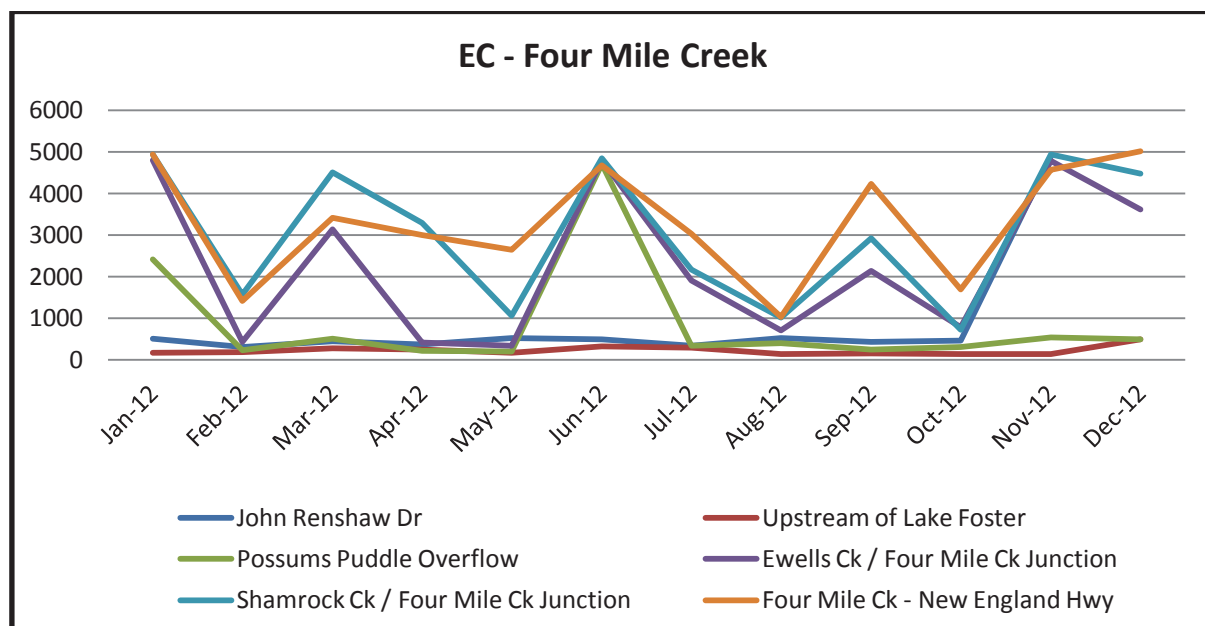 EC - Four Mile Creek
6000
5000
4000
3000
2000
1000
0
Jan-12
Feb-12
Mar-12
Apr-12
May-12
Jun-12
Jul-12
Aug-12
Sep-12
Oct-12
Nov-12
Dec-12
John Renshaw Dr
Upstream of Lake Foster
Possums Puddle Overflow
Ewells Ck / Four Mile Ck Junction
Shamrock Ck / Four Mile Ck Junction
Four Mile Ck - New England Hwy